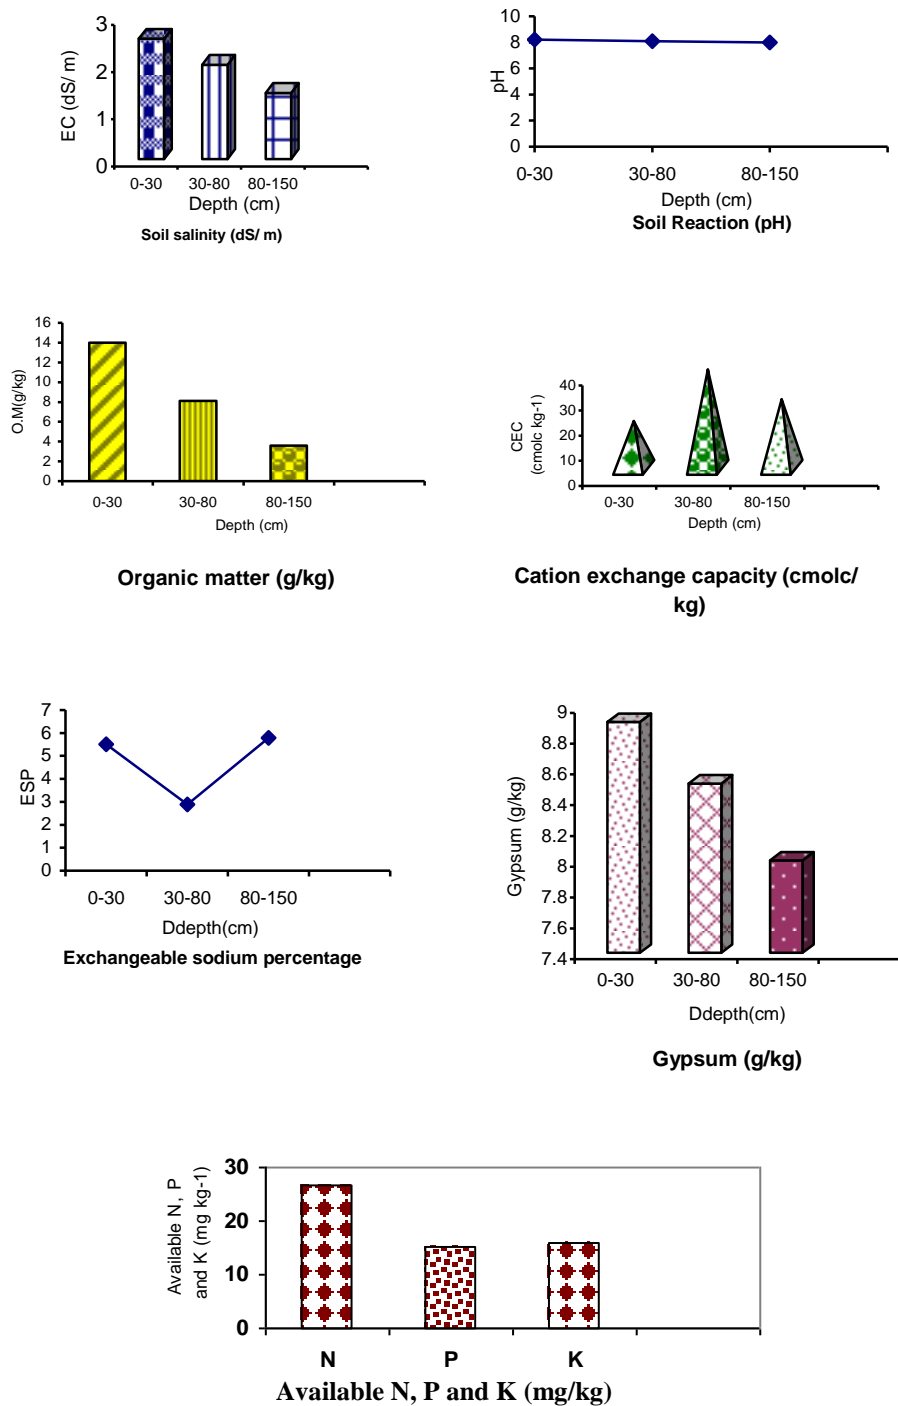 3
2
1
0
EC (dS/ m)
0-30 30-80 80-150
Depth (cm)
Soil salinity (dS/ m)
10
8
6
4
2
0
pH
0-30 30-80 80-150
Depth (cm)
Soil Reaction (pH)
16
14
12
10
8
6
4
2
0
O.M(g/kg)
0-30 30-80 80-150
Depth (cm)
Organic matter (g/kg)
40
30
20
10
0
CEC
(cmolc kg-1)
0-30 30-80 80-150
Depth (cm)
Cation exchange capacity (cmolc/
kg)
7
6
5
4
3
2
1
0
ESP
0-30 30-80 80-150
Ddepth(cm)
Exchangeable sodium percentage
9
8.8
8.6
8.4
8.2
8
7.8
7.6
7.4
Gypsum (g/kg)
0-30 30-80 80-150
Ddepth(cm)
Gypsum (g/kg)
30
20
10
0
Available N, P
and K (mg kg-1)
N P K
Available N, P and K (mg/kg)